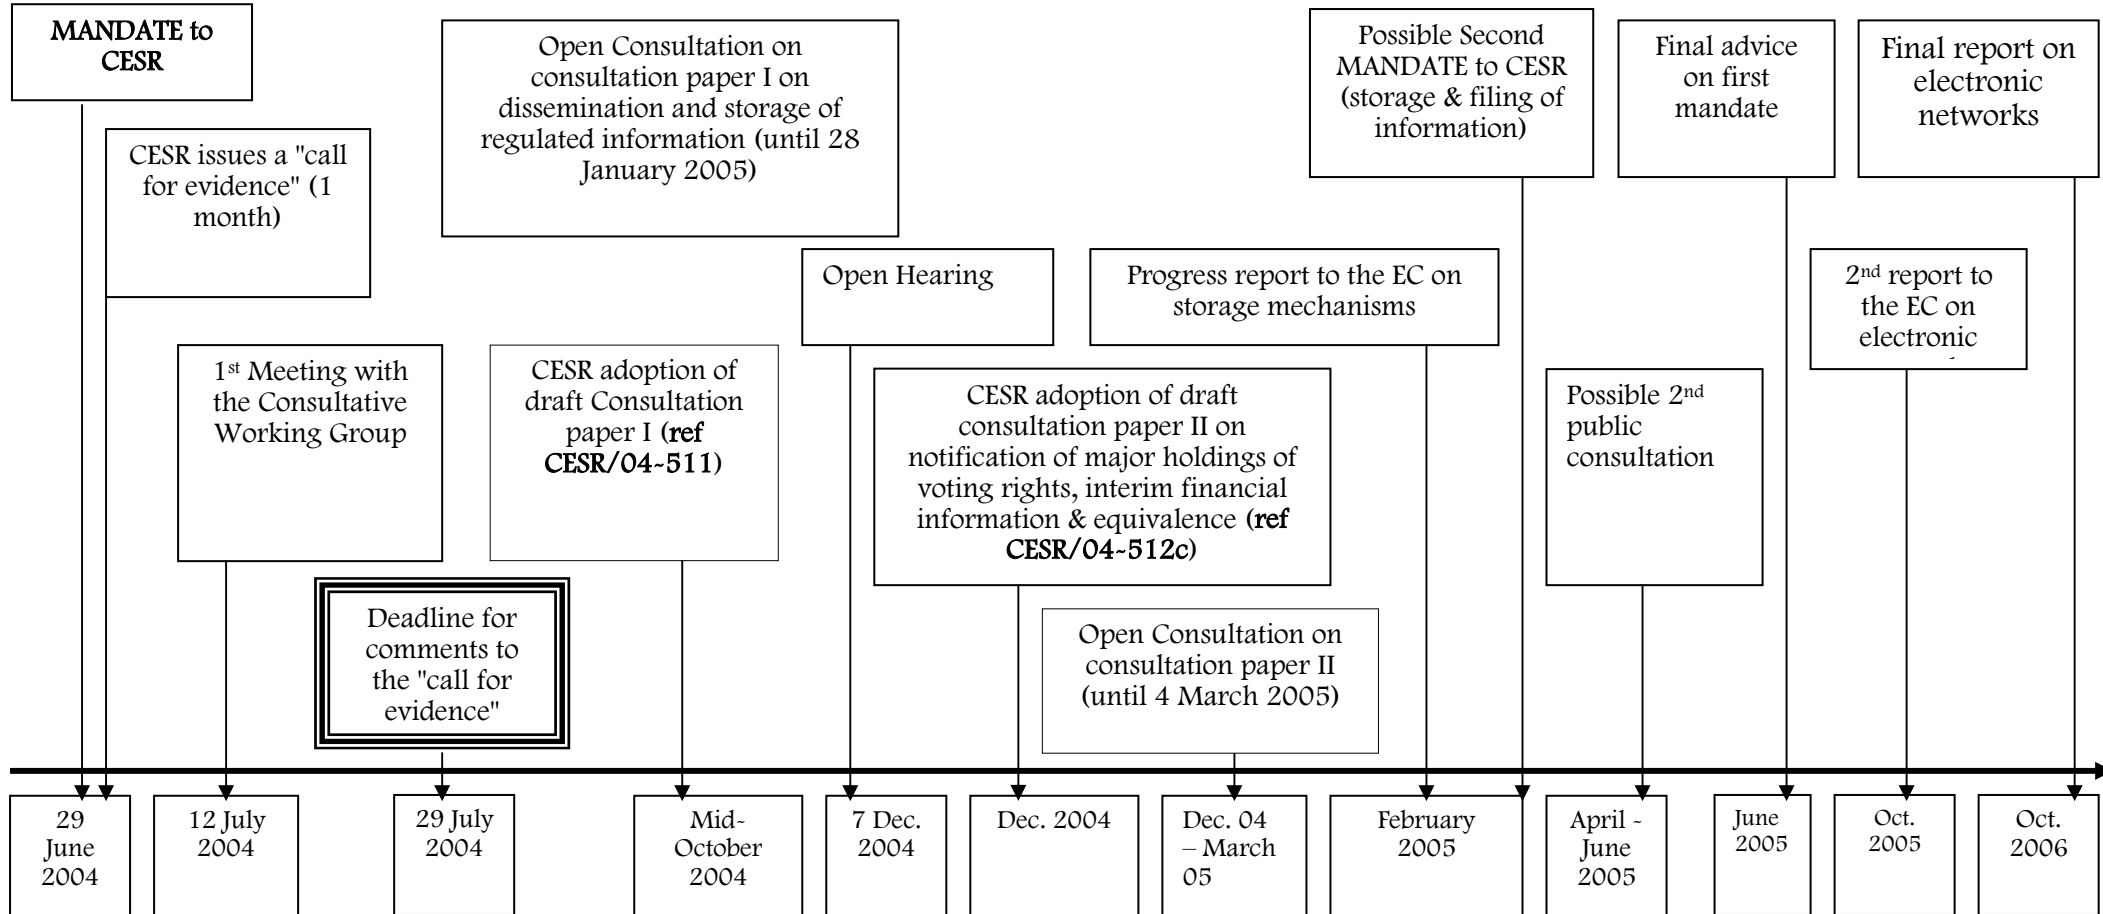 MANDATE to
CESR
Open Consultation on
consultation paper I on
dissemination and storage of
regulated information (until 28
January 2005)
Possible Second
MANDATE to CESR
(storage & filing of
information)
Final advice
on first
mandate
Final report on
electronic
networks
CESR issues a "call
for evidence" (1
month)
Open Hearing
Progress report to the EC on
storage mechanisms
2nd report to
the EC on
electronic
1st Meeting with
the Consultative
Working Group
CESR adoption of
draft Consultation
paper I (ref
CESR/04-511)
CESR adoption of draft
consultation paper II on
notification of major holdings of
voting rights, interim financial
information & equivalence (ref
CESR/04-512c)
Possible 2nd
public
consultation
Deadline for
comments to
the "call for
evidence"
Open Consultation on
consultation paper II
(until 4 March 2005)
29
June
2004
12 July
2004
29 July
2004
Mid-
October
2004
7 Dec.
2004
Dec. 2004
Dec. 04
– March
05
February
2005
April -
June
2005
June
2005
Oct.
2005
Oct.
2006